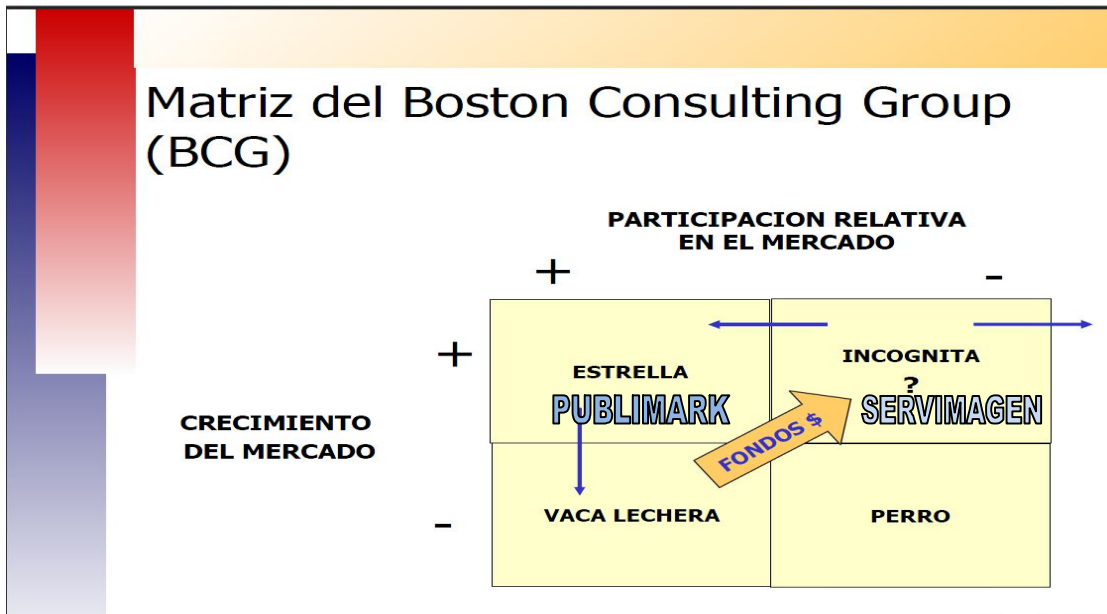 Matriz del Boston Consulting Group
(BCG)
PARTICIPACION RELATIVA
EN EL MERCADO
+
-
+
ESTRELLA
PUBLIMARK
INCOGNITA
?
SERVIMAGEN
FONDOS $
CRECIMIENTO
DEL MERCADO
-
VACA LECHERA
PERRO